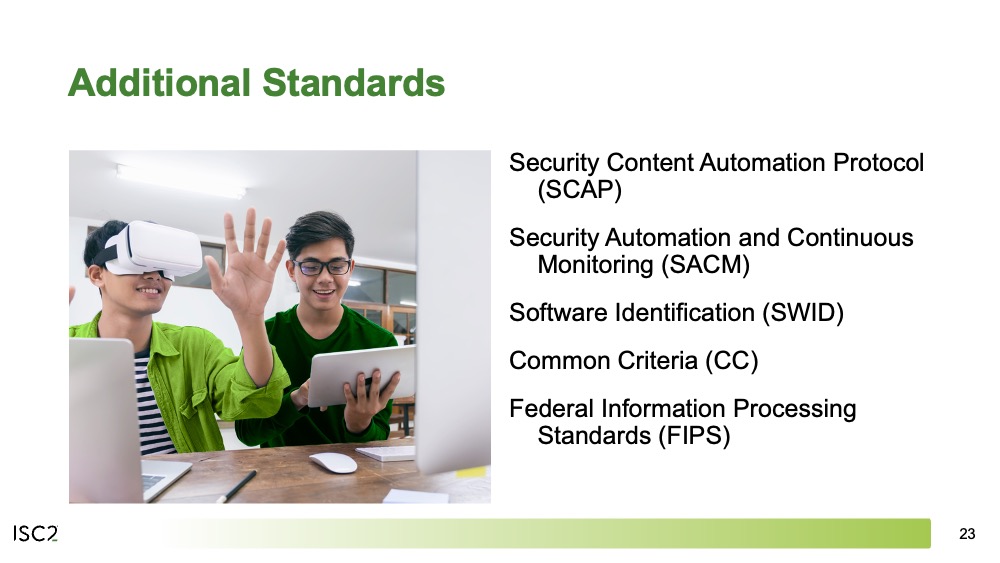 Additional Standards
Security Content Automation Protocol
(SCAP)
Security Automation and Continuous
Monitoring (SACM)
Software Identification (SWID)
Common Criteria (CC)
Federal Information Processing
Standards (FIPS)
ISC2
23